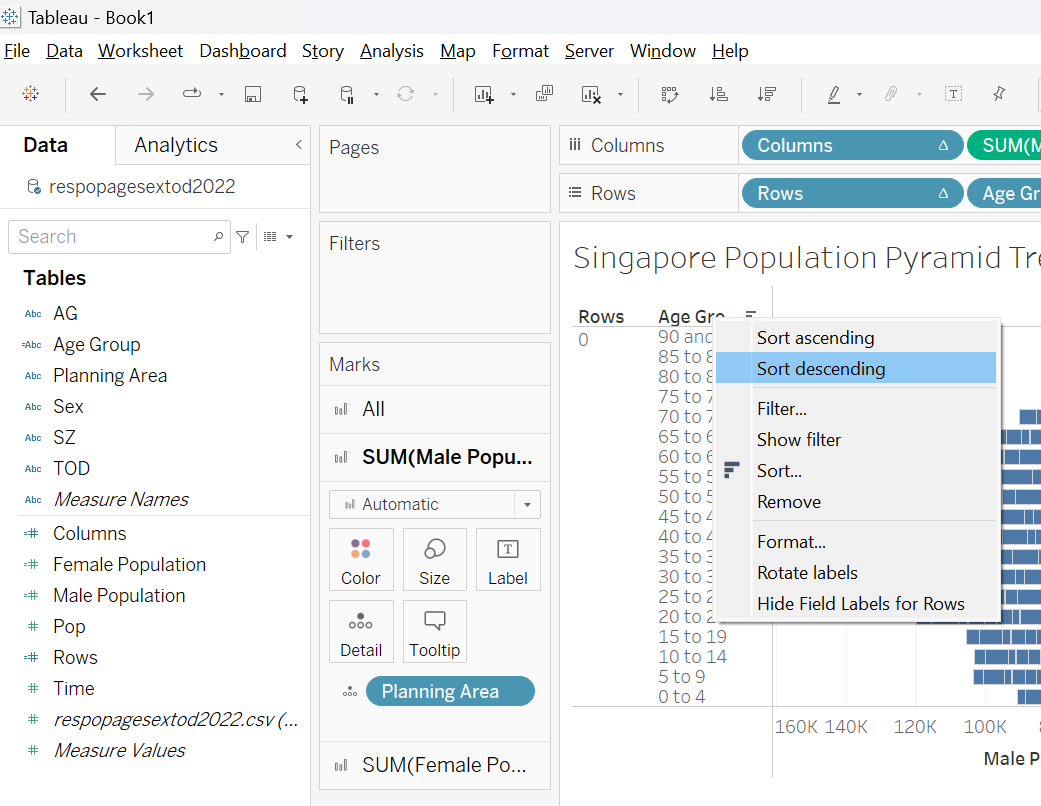 Tableau - Book1
File Data Worksheet Dashboard Story Analysis Map Format Server Window Help
Data Analytics
respopagesextod2022
Search
Tables
Abc AG
=Abc Age Group
Abc Planning Area
Abc Sex
Abc SZ
Abc TOD
Abc Measure Names
=# Columns
=# Female Population
=# Male Population
# Pop
=# Rows
# Time
# respopagesextod2022.csv (...
# Measure Values
Pages
Filters
Marks
All
SUM(Male Popu...
Automatic
Color Size Label
Detail Tooltip
Planning Area
SUM(Female Po...
Columns Columns SUM(M
Rows Rows Age Gr
Singapore Population Pyramid Tre
Rows Age Gro
0
90 and
85 to 8
80 to 8
75 to 7
70 to 7
65 to 6
60 to 6
55 to 5
50 to 5
45 to 4
40 to 4
35 to 3
30 to 3
25 to 2
20 to 2
15 to 19
10 to 14
5 to 9
0 to 4
Sort ascending
Sort descending
Filter...
Show filter
Sort...
Remove
Format...
Rotate labels
Hide Field Labels for Rows
160K 140K 120K 100K
Male P